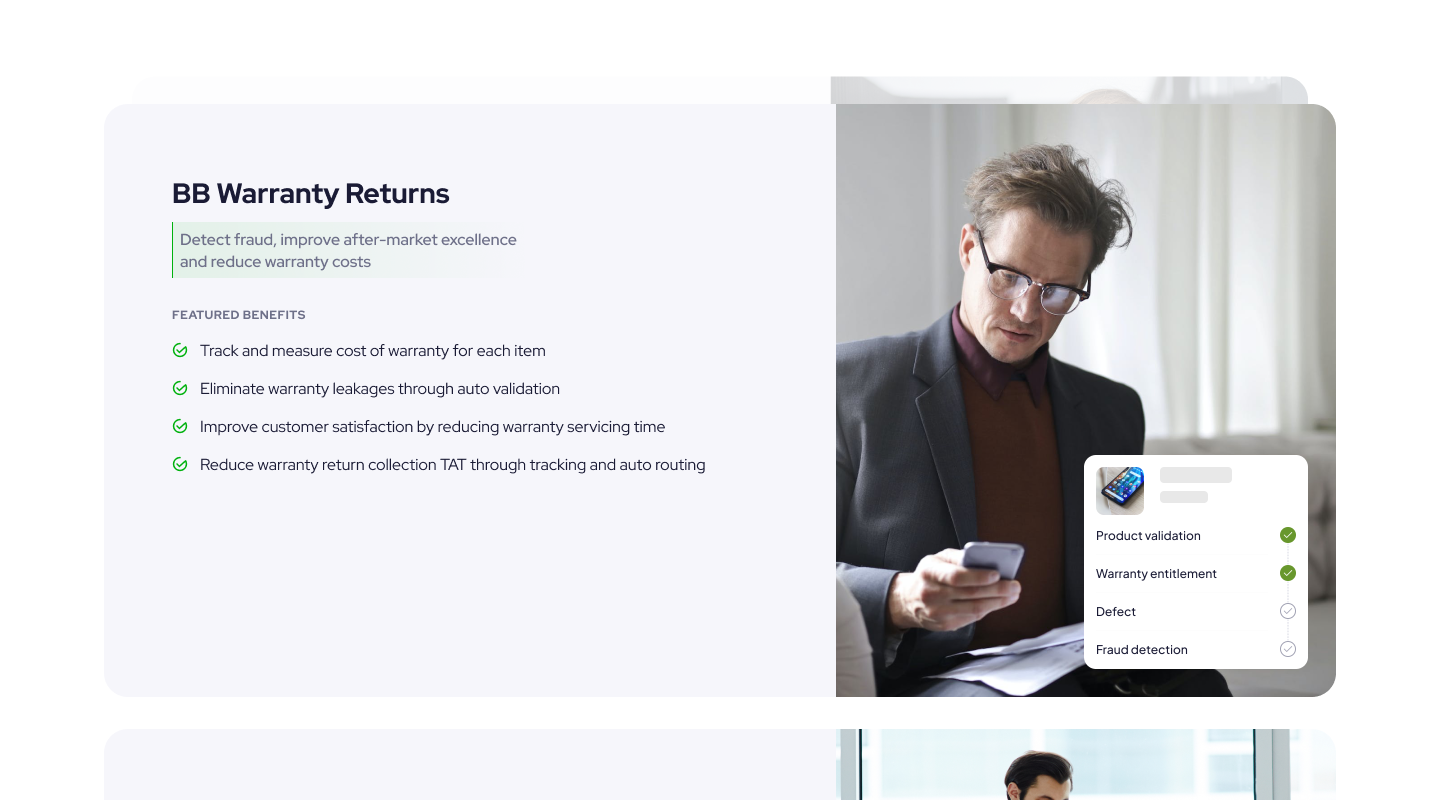 BB Warranty Returns
Detect fraud, improve after-market excellence
and reduce warranty costs
FEATURED BENEFITS
Track and measure cost of warranty for each item
Eliminate warranty leakages through auto validation
Improve customer satisfaction by reducing warranty servicing time
Reduce warranty return collection TAT through tracking and auto routing
Product validation
Warranty entitlement
Defect
Fraud detection